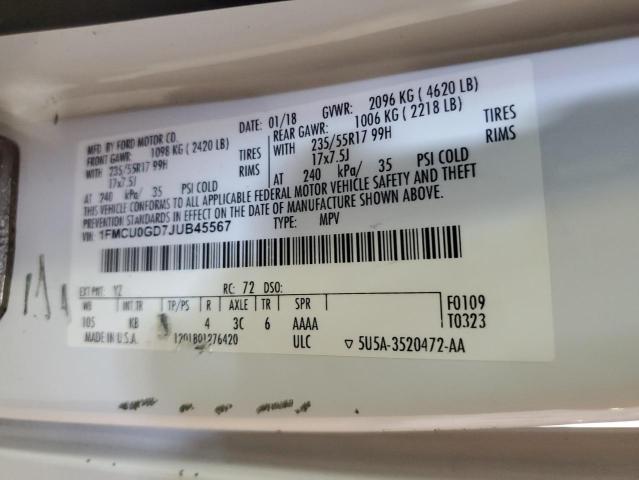 MFD. BY FORD MOTOR CO. DATE: 01/18 GVWR: 2096 KG ( 4620 LB)
FRONT GAWR: 1098 KG ( 2420 LB) REAR GAWR: 1006 KG ( 2218 LB)
WITH 235/55R17 99H TIRES WITH 235/55R17 99H TIRES
17x7.5J RIMS 17x7.5J RIMS
AT 240 kPa/ 35 PSI COLD AT 240 kPa/ 35 PSI COLD
THIS VEHICLE CONFORMS TO ALL APPLICABLE FEDERAL MOTOR VEHICLE SAFETY AND THEFT
PREVENTION STANDARDS IN EFFECT ON THE DATE OF MANUFACTURE SHOWN ABOVE.
VIN: 1FMCU0GD7JUB45567 TYPE: MPV
EXT PNT: YZ RC: 72 DSO:
WB INT TR TP/PS R AXLE TR SPR F0109
105 KB 4 3C 6 AAAA T0323
MADE IN U.S.A. 1201801276420 ULC ▽ 5U5A-3520472-AA